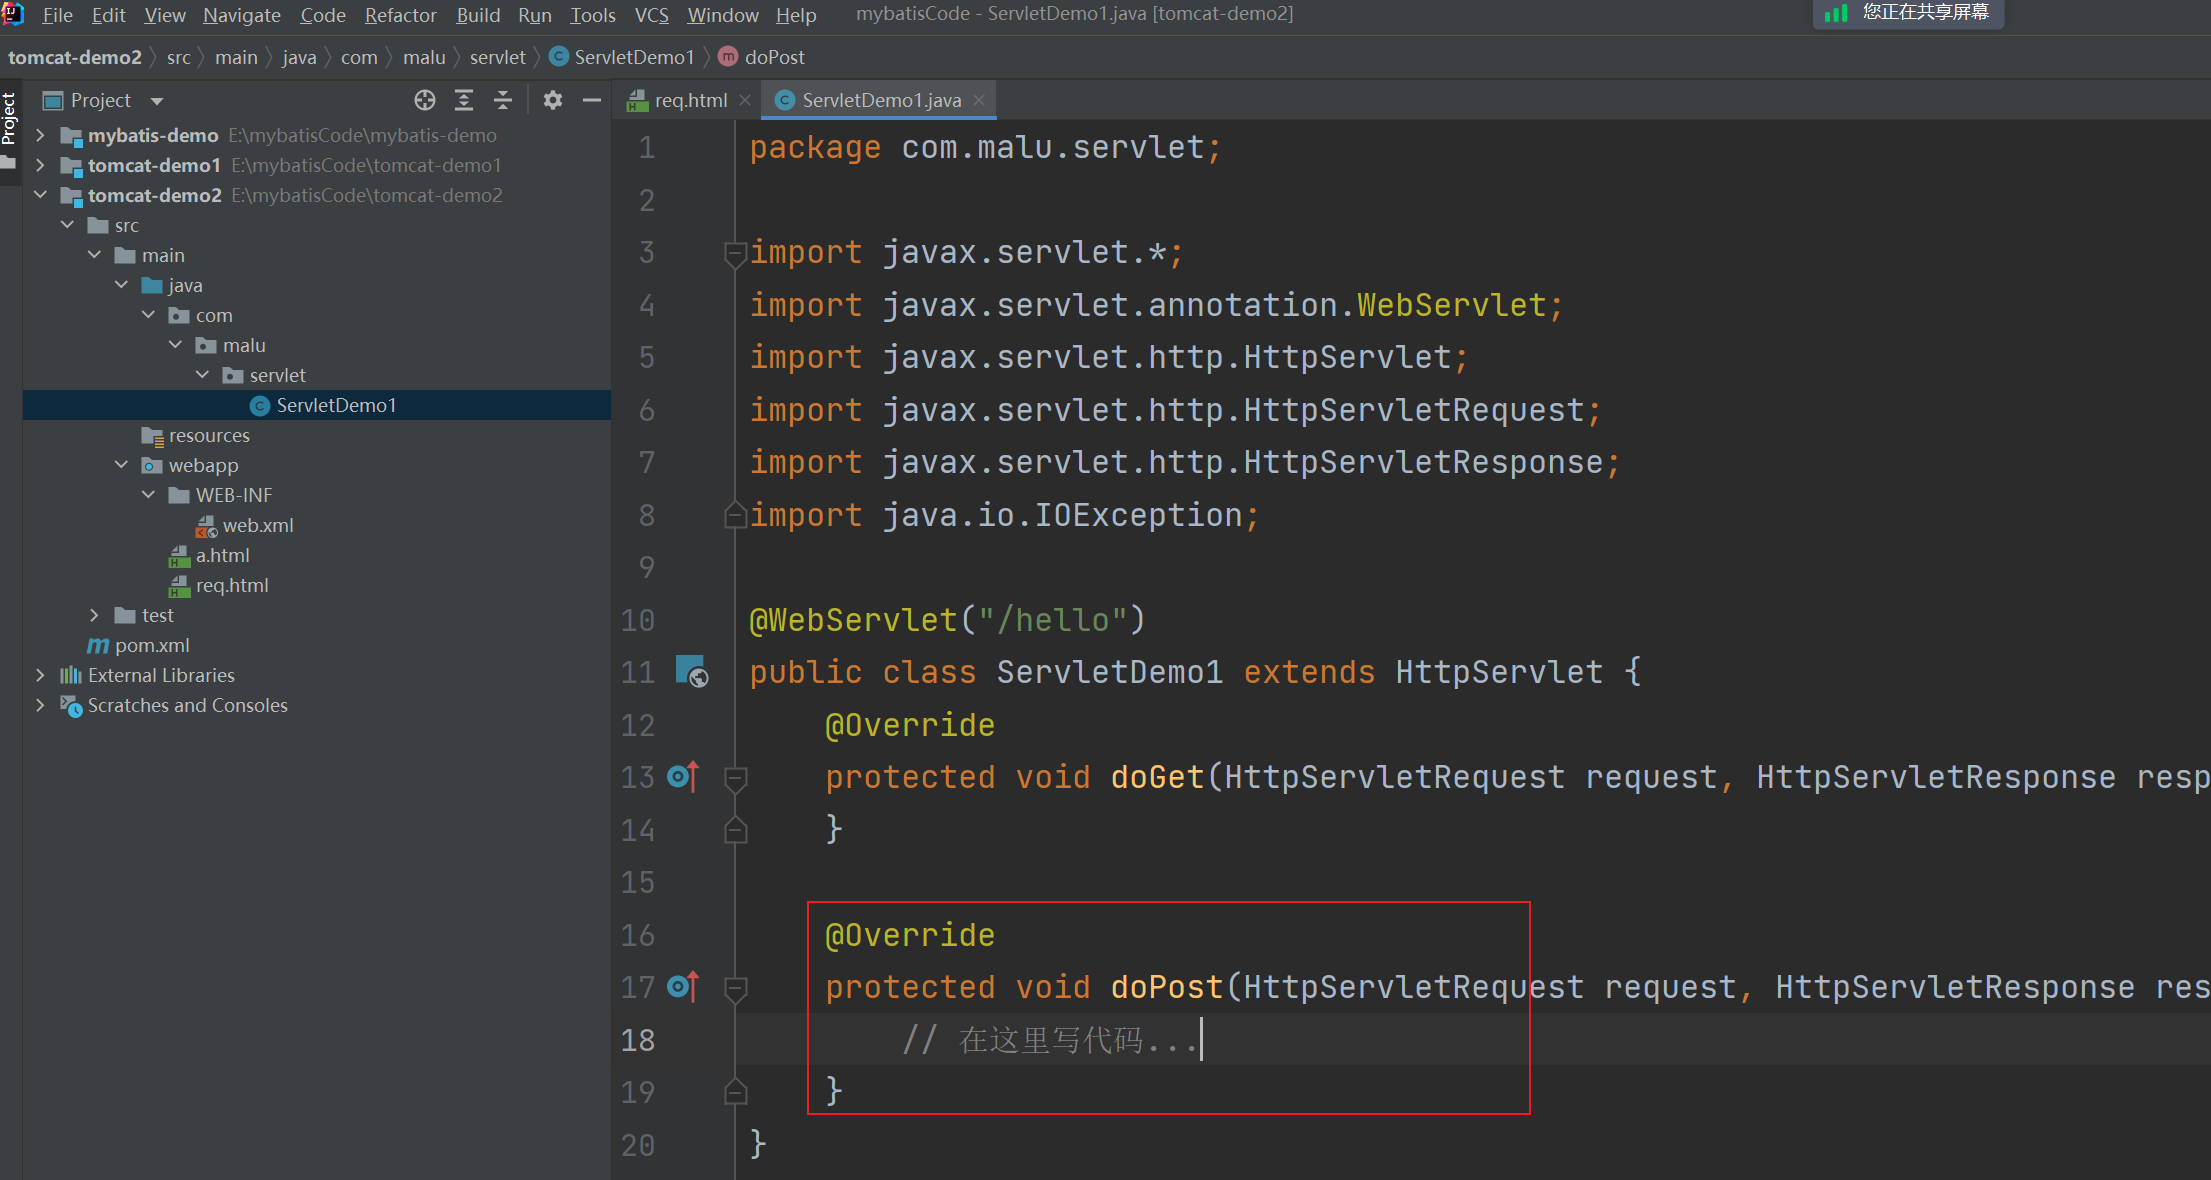 File Edit View Navigate Code Refactor Build Run Tools VCS Window Help mybatisCode - ServletDemo1.java [tomcat-demo2] 您正在共享屏幕
tomcat-demo2 src main java com malu servlet ServletDemo1 doPost
Project
Project
mybatis-demo E:\mybatisCode\mybatis-demo
tomcat-demo1 E:\mybatisCode\tomcat-demo1
tomcat-demo2 E:\mybatisCode\tomcat-demo2
src
main
java
com
malu
servlet
ServletDemo1
resources
webapp
WEB-INF
web.xml
a.html
req.html
test
pom.xml
External Libraries
Scratches and Consoles
req.html ServletDemo1.java
1 package com.malu.servlet;
2
3 import javax.servlet.*;
4 import javax.servlet.annotation.WebServlet;
5 import javax.servlet.http.HttpServlet;
6 import javax.servlet.http.HttpServletRequest;
7 import javax.servlet.http.HttpServletResponse;
8 import java.io.IOException;
9
10 @WebServlet("/hello")
11 public class ServletDemo1 extends HttpServlet {
12 @Override
13 protected void doGet(HttpServletRequest request, HttpServletResponse resp
14 }
15
16 @Override
17 protected void doPost(HttpServletRequest request, HttpServletResponse res
18 // 在这里写代码...
19 }
20 }